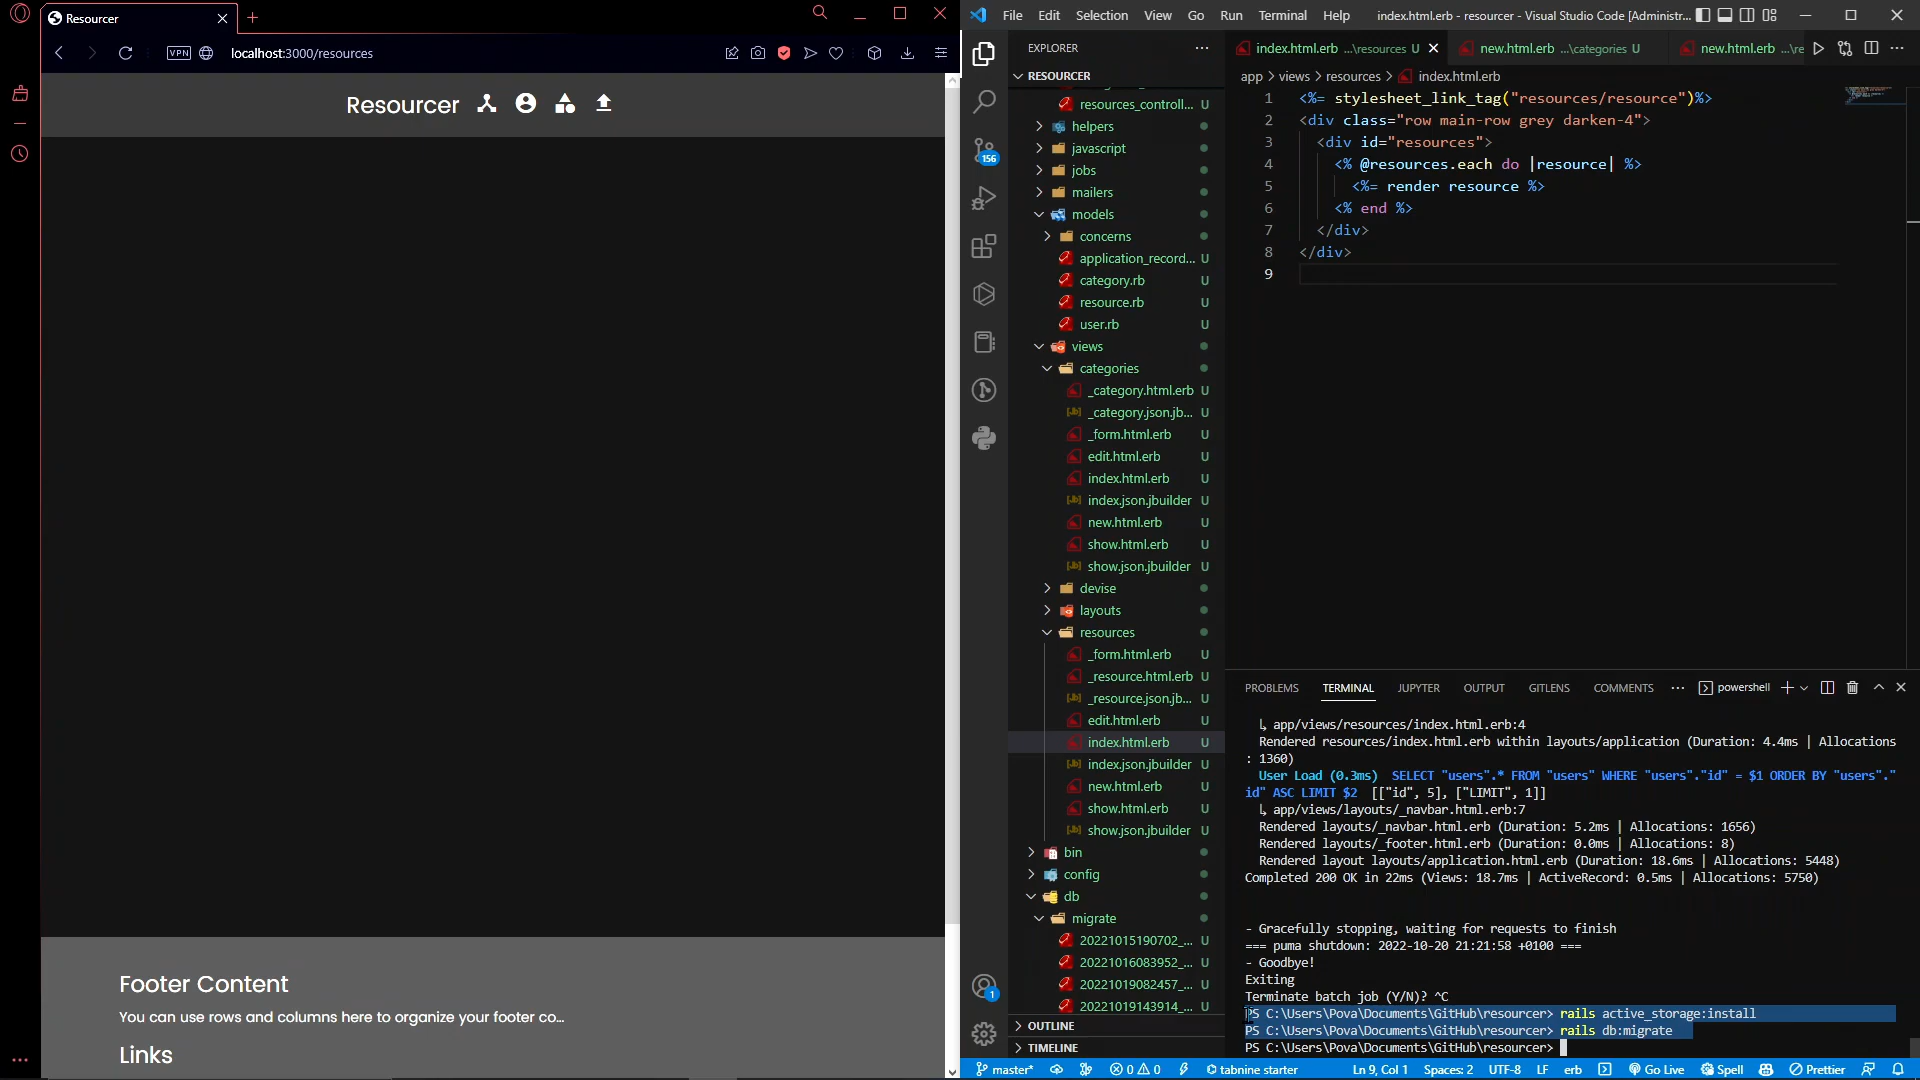 Resourcer
localhost:3000/resources
VPN
Resourcer
Footer Content
You can use rows and columns here to organize your footer co...
Links
File Edit Selection View Go Run Terminal Help
index.html.erb - resourcer - Visual Studio Code [Administr...
EXPLORER
RESOURCER
resources_controll... U
helpers
javascript
jobs
mailers
models
concerns
application_record... U
category.rb U
resource.rb U
user.rb U
views
categories
_category.html.erb U
_category.json.jb... U
_form.html.erb U
edit.html.erb U
index.html.erb U
index.json.jbuilder U
new.html.erb U
show.html.erb U
show.json.jbuilder U
devise
layouts
resources
_form.html.erb U
_resource.html.erb U
_resource.json.jb... U
edit.html.erb U
index.html.erb U
index.json.jbuilder U
new.html.erb U
show.html.erb U
show.json.jbuilder U
bin
config
db
migrate
20221015190702_... U
20221016083952_... U
20221019082457_... U
20221019143914_... U
OUTLINE
TIMELINE
156
1
index.html.erb ...\resources U
new.html.erb ...\categories U
new.html.erb ...\re
app > views > resources > index.html.erb
1 <%= stylesheet_link_tag("resources/resource")%>
2 <div class="row main-row grey darken-4">
3 <div id="resources">
4 <% @resources.each do |resource| %>
5 <%= render resource %>
6 <% end %>
7 </div>
8 </div>
9
PROBLEMS TERMINAL JUPYTER OUTPUT GITLENS COMMENTS ... powershell
↳ app/views/resources/index.html.erb:4
Rendered resources/index.html.erb within layouts/application (Duration: 4.4ms | Allocations
: 1360)
User Load (0.3ms) SELECT "users".* FROM "users" WHERE "users"."id" = $1 ORDER BY "users"."
id" ASC LIMIT $2 [["id", 5], ["LIMIT", 1]]
↳ app/views/layouts/_navbar.html.erb:7
Rendered layouts/_navbar.html.erb (Duration: 5.2ms | Allocations: 1656)
Rendered layouts/_footer.html.erb (Duration: 0.0ms | Allocations: 8)
Rendered layout layouts/application.html.erb (Duration: 18.6ms | Allocations: 5448)
Completed 200 OK in 22ms (Views: 18.7ms | ActiveRecord: 0.5ms | Allocations: 5750)
- Gracefully stopping, waiting for requests to finish
=== puma shutdown: 2022-10-20 21:21:58 +0100 ===
- Goodbye!
Exiting
Terminate batch job (Y/N)? ^C
PS C:\Users\Pova\Documents\GitHub\resourcer> rails active_storage:install
PS C:\Users\Pova\Documents\GitHub\resourcer> rails db:migrate
PS C:\Users\Pova\Documents\GitHub\resourcer>
master* 0 0 tabnine starter Ln 9, Col 1 Spaces: 2 UTF-8 LF erb Go Live Spell Prettier